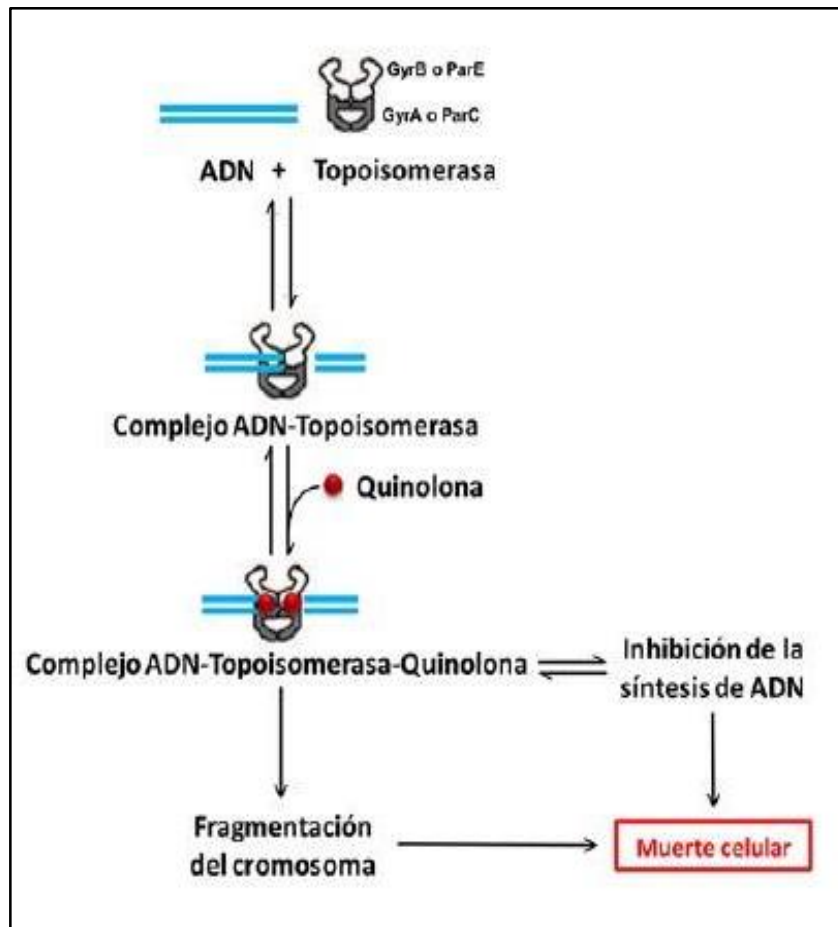 GyrB o ParE
GyrA o ParC
ADN + Topoisomerasa
Complejo ADN-Topoisomerasa
Quinolona
Complejo ADN-Topoisomerasa-Quinolona
Inhibición de la
síntesis de ADN
Fragmentación
del cromosoma
Muerte celular